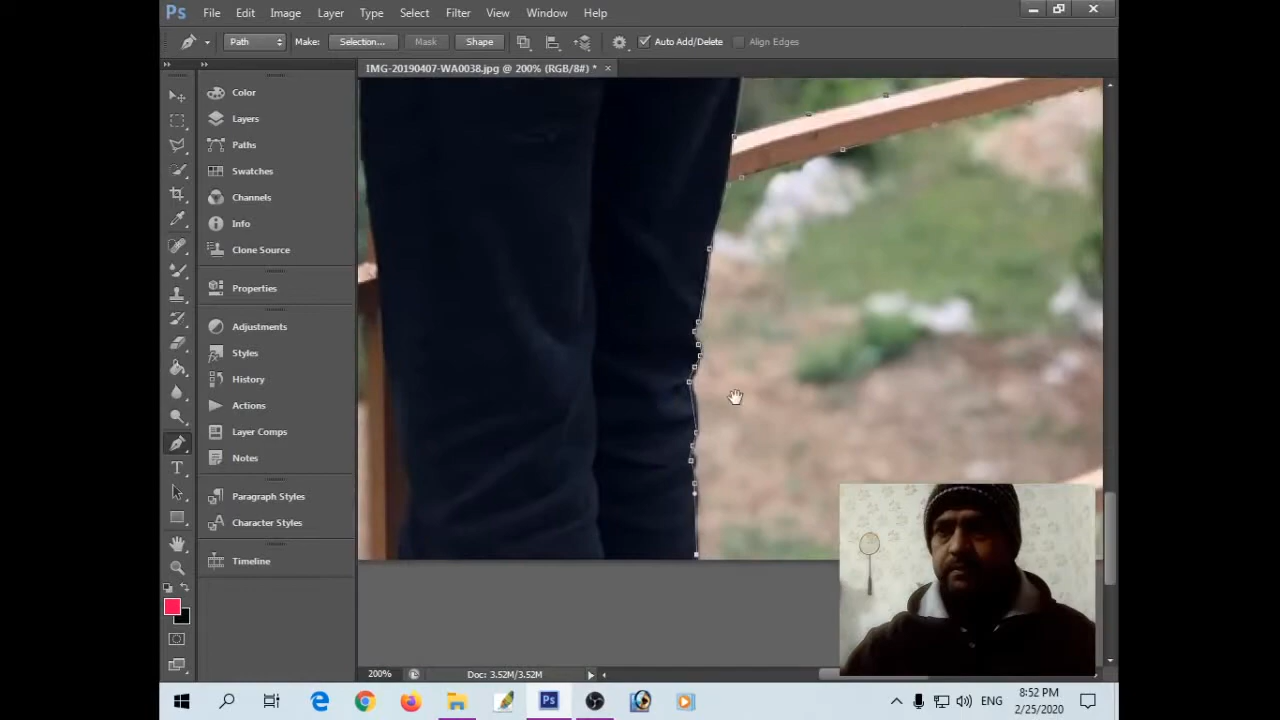 Ps File Edit Image Layer Type Select Filter View Window Help
Path Make: Selection... Mask Shape Auto Add/Delete Align Edges
IMG-20190407-WA0038.jpg @ 200% (RGB/8#) * ×
Color
Layers
Paths
Swatches
Channels
Info
Clone Source
Properties
Adjustments
Styles
History
Actions
Layer Comps
Notes
Paragraph Styles
Character Styles
Timeline
200% Doc: 3.52M/3.52M
Ps ENG 8:52 PM
2/25/2020